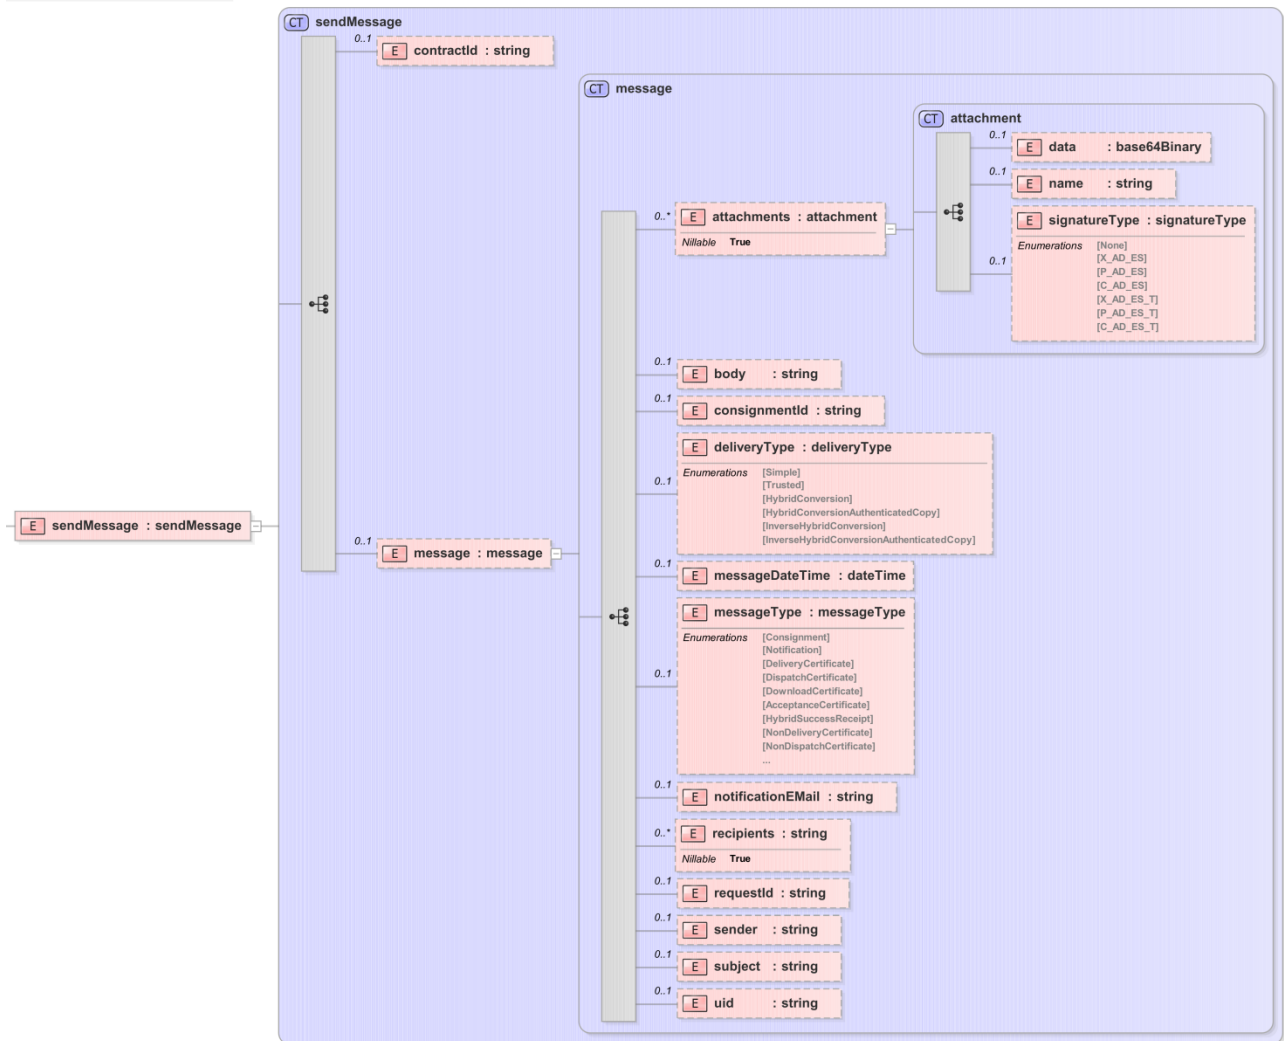 CT sendMessage
0..1
E contractId : string
CT message
CT attachment
0..1
E data : base64Binary
0..1
E name : string
0..*
E attachments : attachment
Nillable True
E signatureType : signatureType
Enumerations [None]
[X_AD_ES]
0..1
[P_AD_ES]
[C_AD_ES]
[X_AD_ES_T]
[P_AD_ES_T]
[C_AD_ES_T]
0..1
E body : string
0..1
E consignmentId : string
E deliveryType : deliveryType
0..1
Enumerations [Simple]
[Trusted]
[HybridConversion]
[HybridConversionAuthenticatedCopy]
[InverseHybridConversion]
[InverseHybridConversionAuthenticatedCopy]
E sendMessage : sendMessage
0..1
E message : message
0..1
E messageDateTime : dateTime
E messageType : messageType
0..1
Enumerations [Consignment]
[Notification]
[DeliveryCertificate]
[DispatchCertificate]
[DownloadCertificate]
[AcceptanceCertificate]
[HybridSuccessReceipt]
[NonDeliveryCertificate]
[NonDispatchCertificate]
...
0..1
E notificationEMail : string
0..*
E recipients : string
Nillable True
0..1
E requestId : string
0..1
E sender : string
0..1
E subject : string
0..1
E uid : string